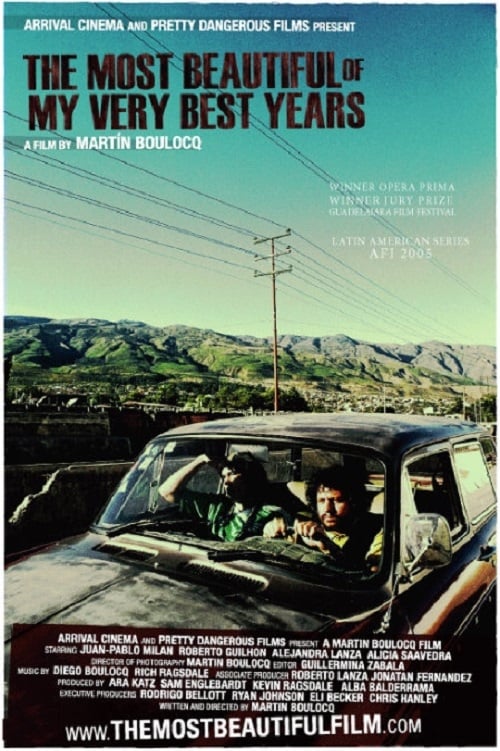 ARRIVAL CINEMA AND PRETTY DANGEROUS FILMS PRESENT
THE MOST BEAUTIFUL OF
MY VERY BEST YEARS
A FILM BY MARTÍN BOULOCQ
WINNER OPERA PRIMA
WINNER JURY PRIZE
GUADELAJARA FILM FESTIVAL
LATIN AMERICAN SERIES
AFI 2005
ARRIVAL CINEMA AND PRETTY DANGEROUS FILMS PRESENT A MARTIN BOULOCQ FILM
STARRING JUAN-PABLO MILAN ROBERTO GUILHON ALEJANDRA LANZA ALICIA SAAVEDRA
DIRECTOR OF PHOTOGRAPHY MARTIN BOULOCQ EDITOR GUILLERMINA ZABALA
MUSIC BY DIEGO BOULOCQ RICH RAGSDALE ASSOCIATE PRODUCER ROBERTO LANZA JONATAN FERNANDEZ
PRODUCED BY ARA KATZ SAM ENGLEBARDT KEVIN RAGSDALE ALBA BALDERRAMA
EXECUTIVE PRODUCERS RODRIGO BELLOTT RYAN JOHNSON ELI BECKER CHRIS HANLEY
WRITTEN AND DIRECTED BY MARTIN BOULOCQ
WWW.THEMOSTBEAUTIFULFILM.COM